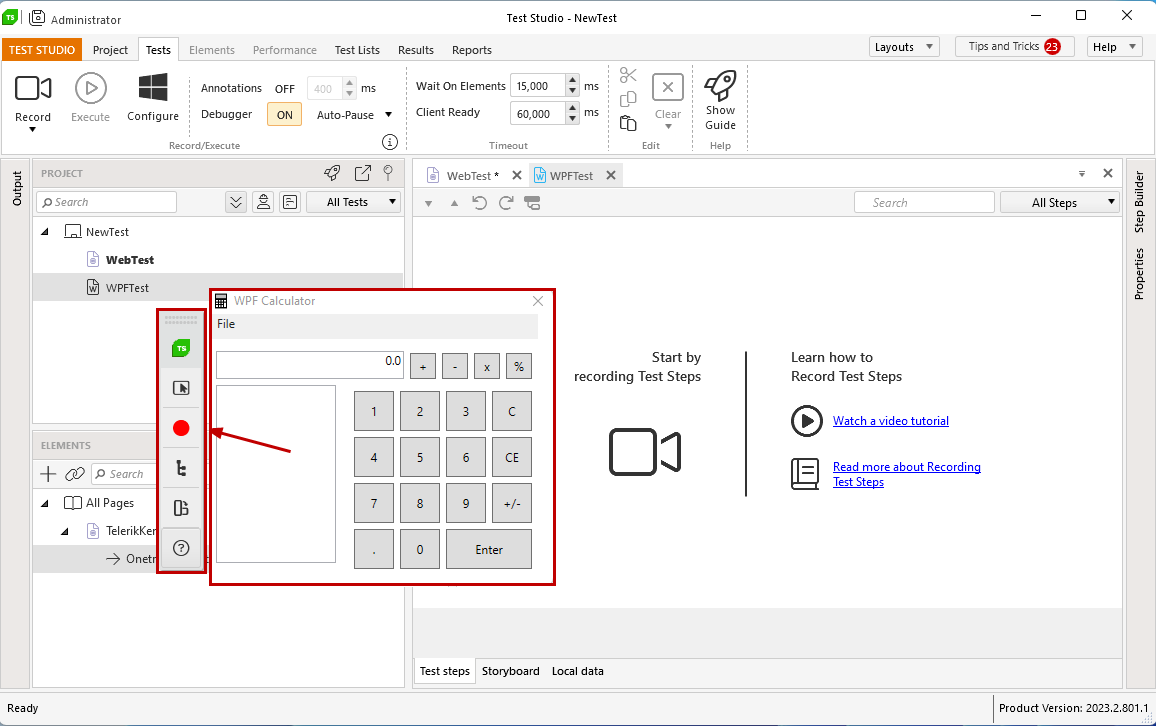 TS Administrator
Test Studio - NewTest
TEST STUDIO Project Tests Elements Performance Test Lists Results Reports
Layouts Tips and Tricks 23 Help
Record
Execute
Configure
Annotations OFF 400 ms
Debugger ON Auto-Pause
Record/Execute
Wait On Elements 15,000 ms
Client Ready 60,000 ms
Timeout
Clear
Edit
Show
Guide
Help
Output
PROJECT
Search All Tests
NewTest
WebTest
WPFTest
ELEMENTS
Search
All Pages
TelerikKer
Onetr
TS
WPF Calculator
File
0.0 + - x %
1 2 3 C
4 5 6 CE
7 8 9 +/-
. 0 Enter
WebTest * WPFTest
Search All Steps
Start by
recording Test Steps
Learn how to
Record Test Steps
Watch a video tutorial
Read more about Recording
Test Steps
Test steps Storyboard Local data
Step Builder
Properties
Ready
Product Version: 2023.2.801.1